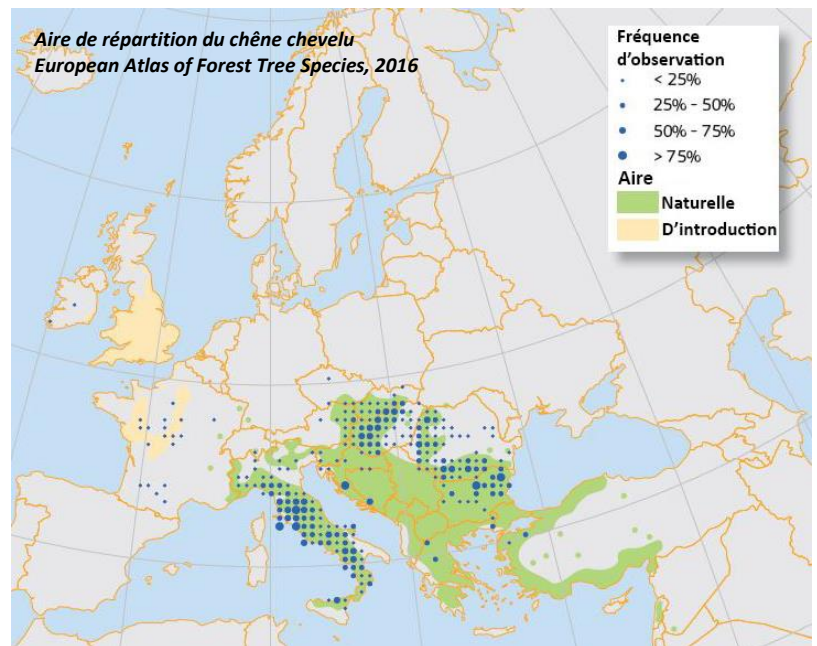 Aire de répartition du chêne chevelu
European Atlas of Forest Tree Species, 2016
Fréquence
d'observation
< 25%
25% - 50%
50% - 75%
> 75%
Aire
Naturelle
D'introduction